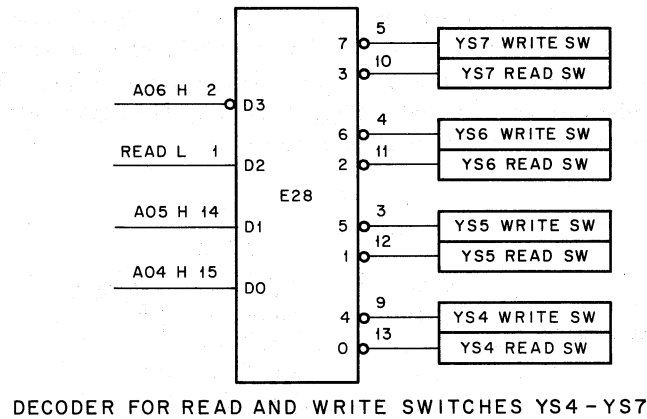 7 5 YS7 WRITE SW
3 10 YS7 READ SW
A06 H 2 D3
6 4 YS6 WRITE SW
READ L 1 D2 2 11 YS6 READ SW
E28
A05 H 14 D1 5 3 YS5 WRITE SW
1 12 YS5 READ SW
A04 H 15 D0
4 9 YS4 WRITE SW
0 13 YS4 READ SW
DECODER FOR READ AND WRITE SWITCHES YS4-YS7